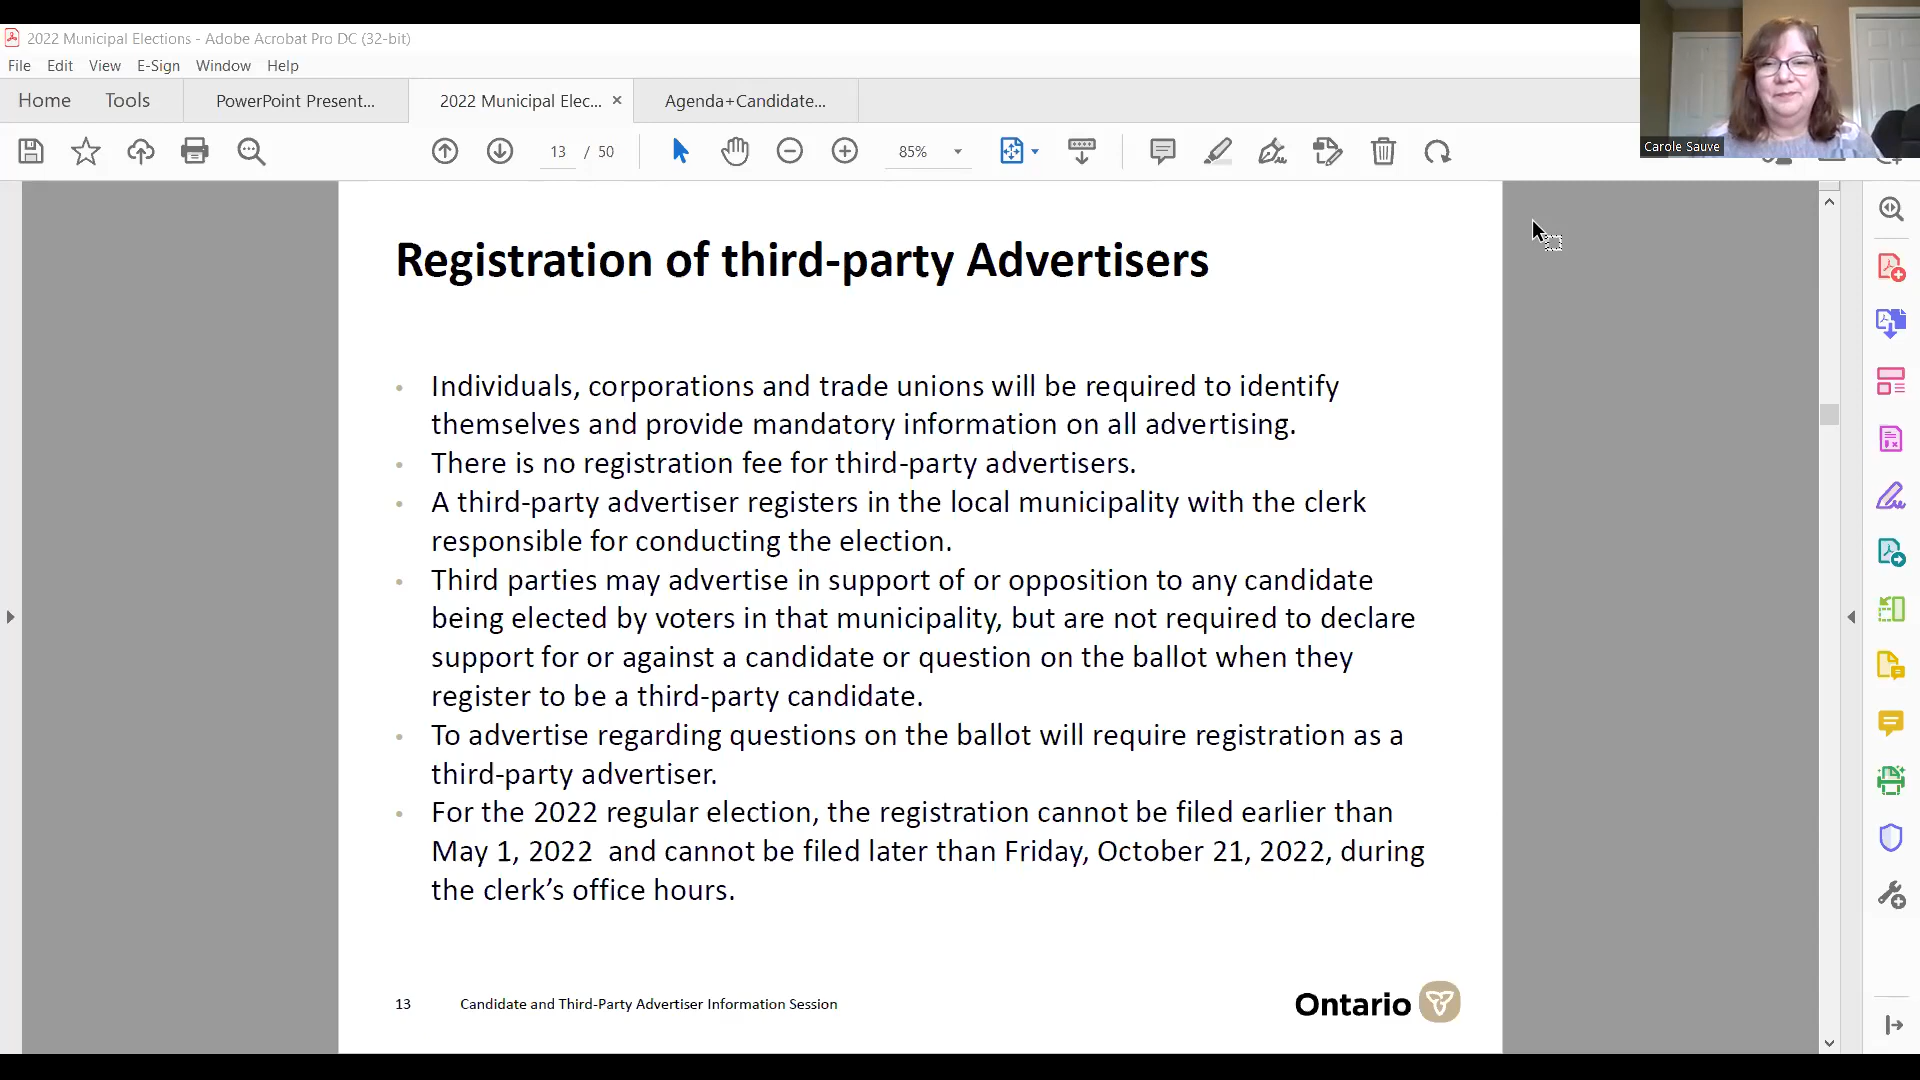 2022 Municipal Elections - Adobe Acrobat Pro DC (32-bit)
File Edit View E-Sign Window Help
Home Tools PowerPoint Present... 2022 Municipal Elec... × Agenda+Candidate...
13 / 50 85%
Carole Sauve
Registration of third-party Advertisers
• Individuals, corporations and trade unions will be required to identify
themselves and provide mandatory information on all advertising.
• There is no registration fee for third-party advertisers.
• A third-party advertiser registers in the local municipality with the clerk
responsible for conducting the election.
• Third parties may advertise in support of or opposition to any candidate
being elected by voters in that municipality, but are not required to declare
support for or against a candidate or question on the ballot when they
register to be a third-party candidate.
• To advertise regarding questions on the ballot will require registration as a
third-party advertiser.
• For the 2022 regular election, the registration cannot be filed earlier than
May 1, 2022  and cannot be filed later than Friday, October 21, 2022, during
the clerk’s office hours.
13 Candidate and Third-Party Advertiser Information Session
Ontario